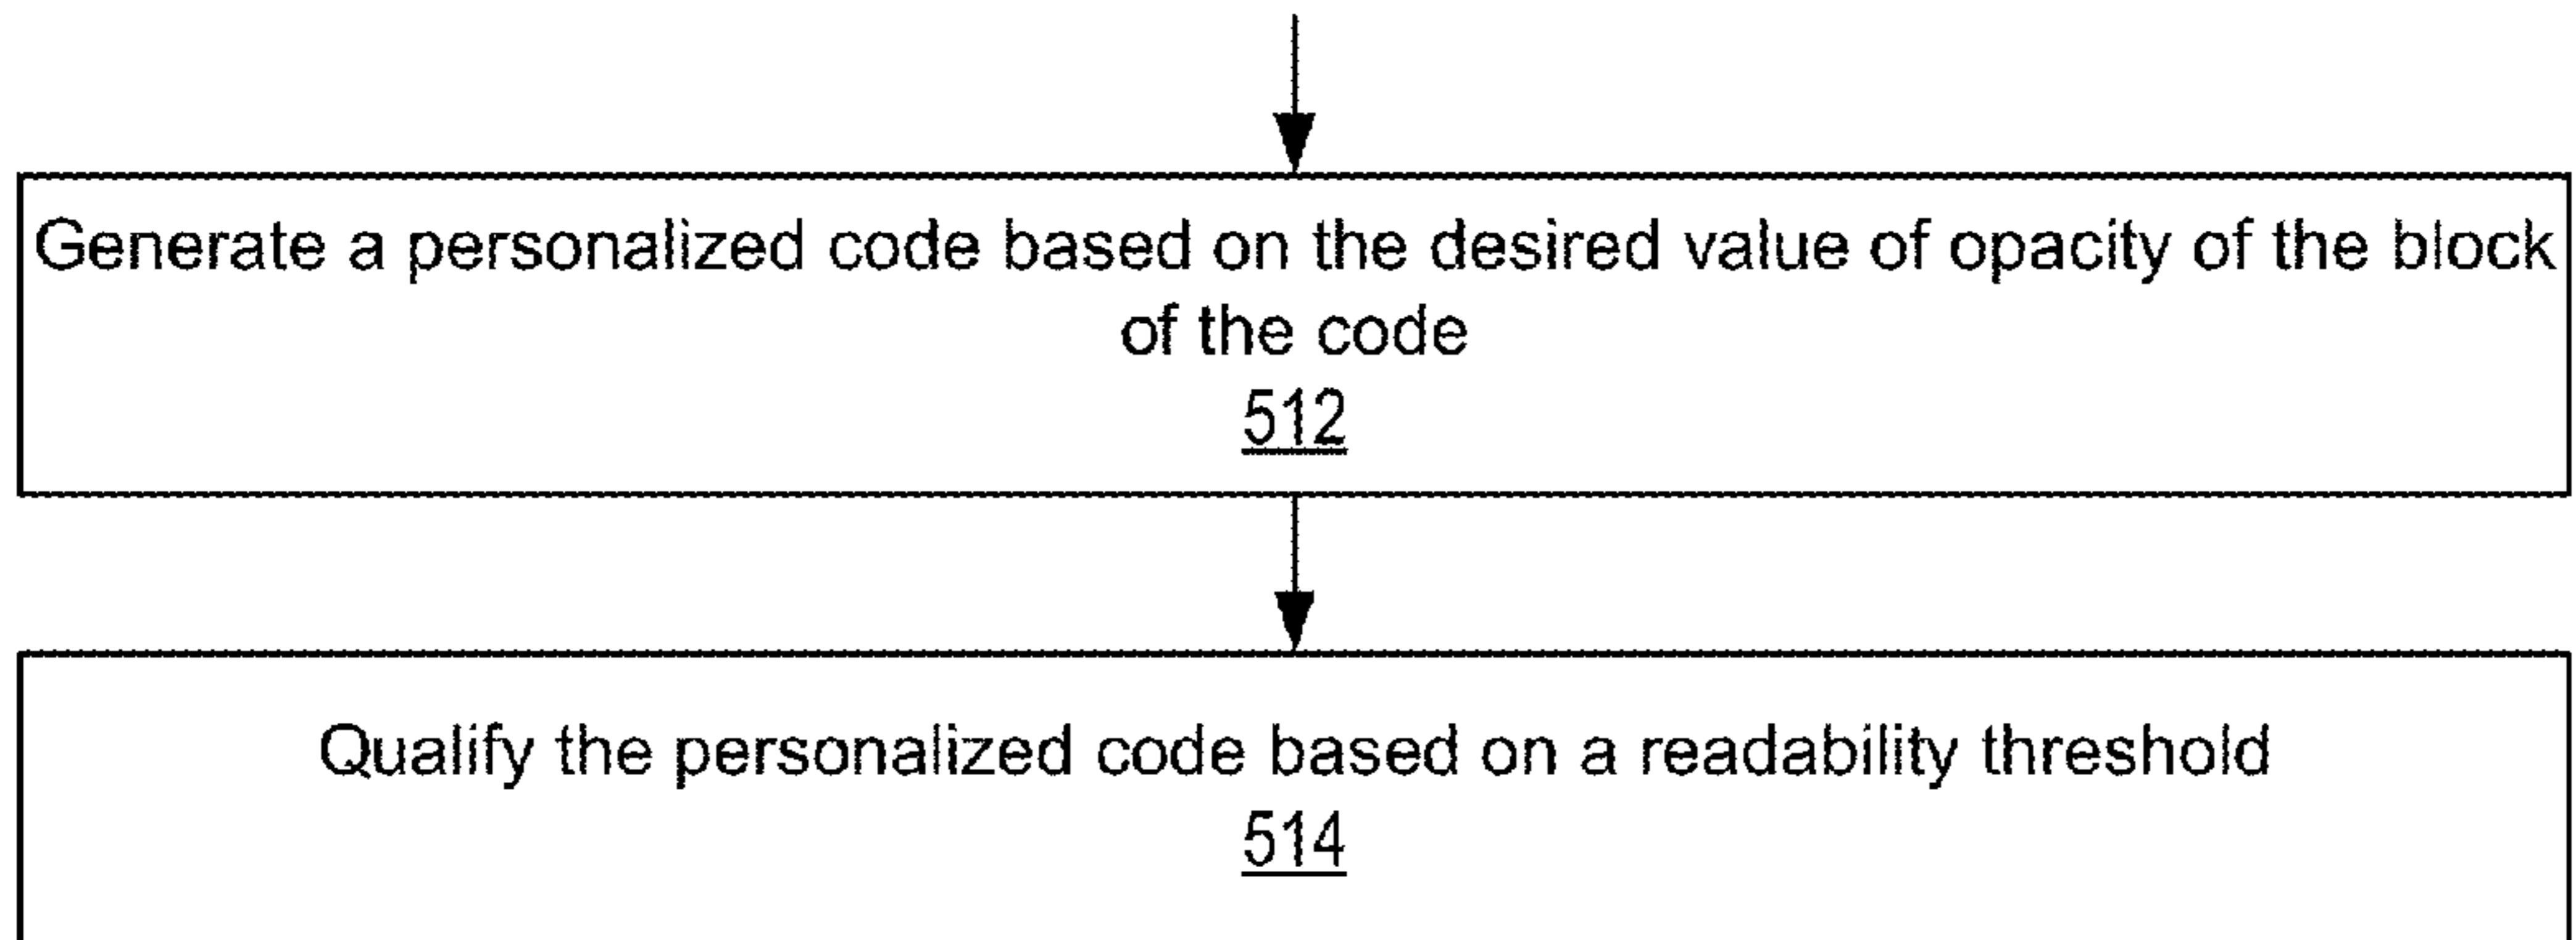 Generate a personalized code based on the desired value of opacity of the block
of the code
512
Qualify the personalized code based on a readability threshold
514